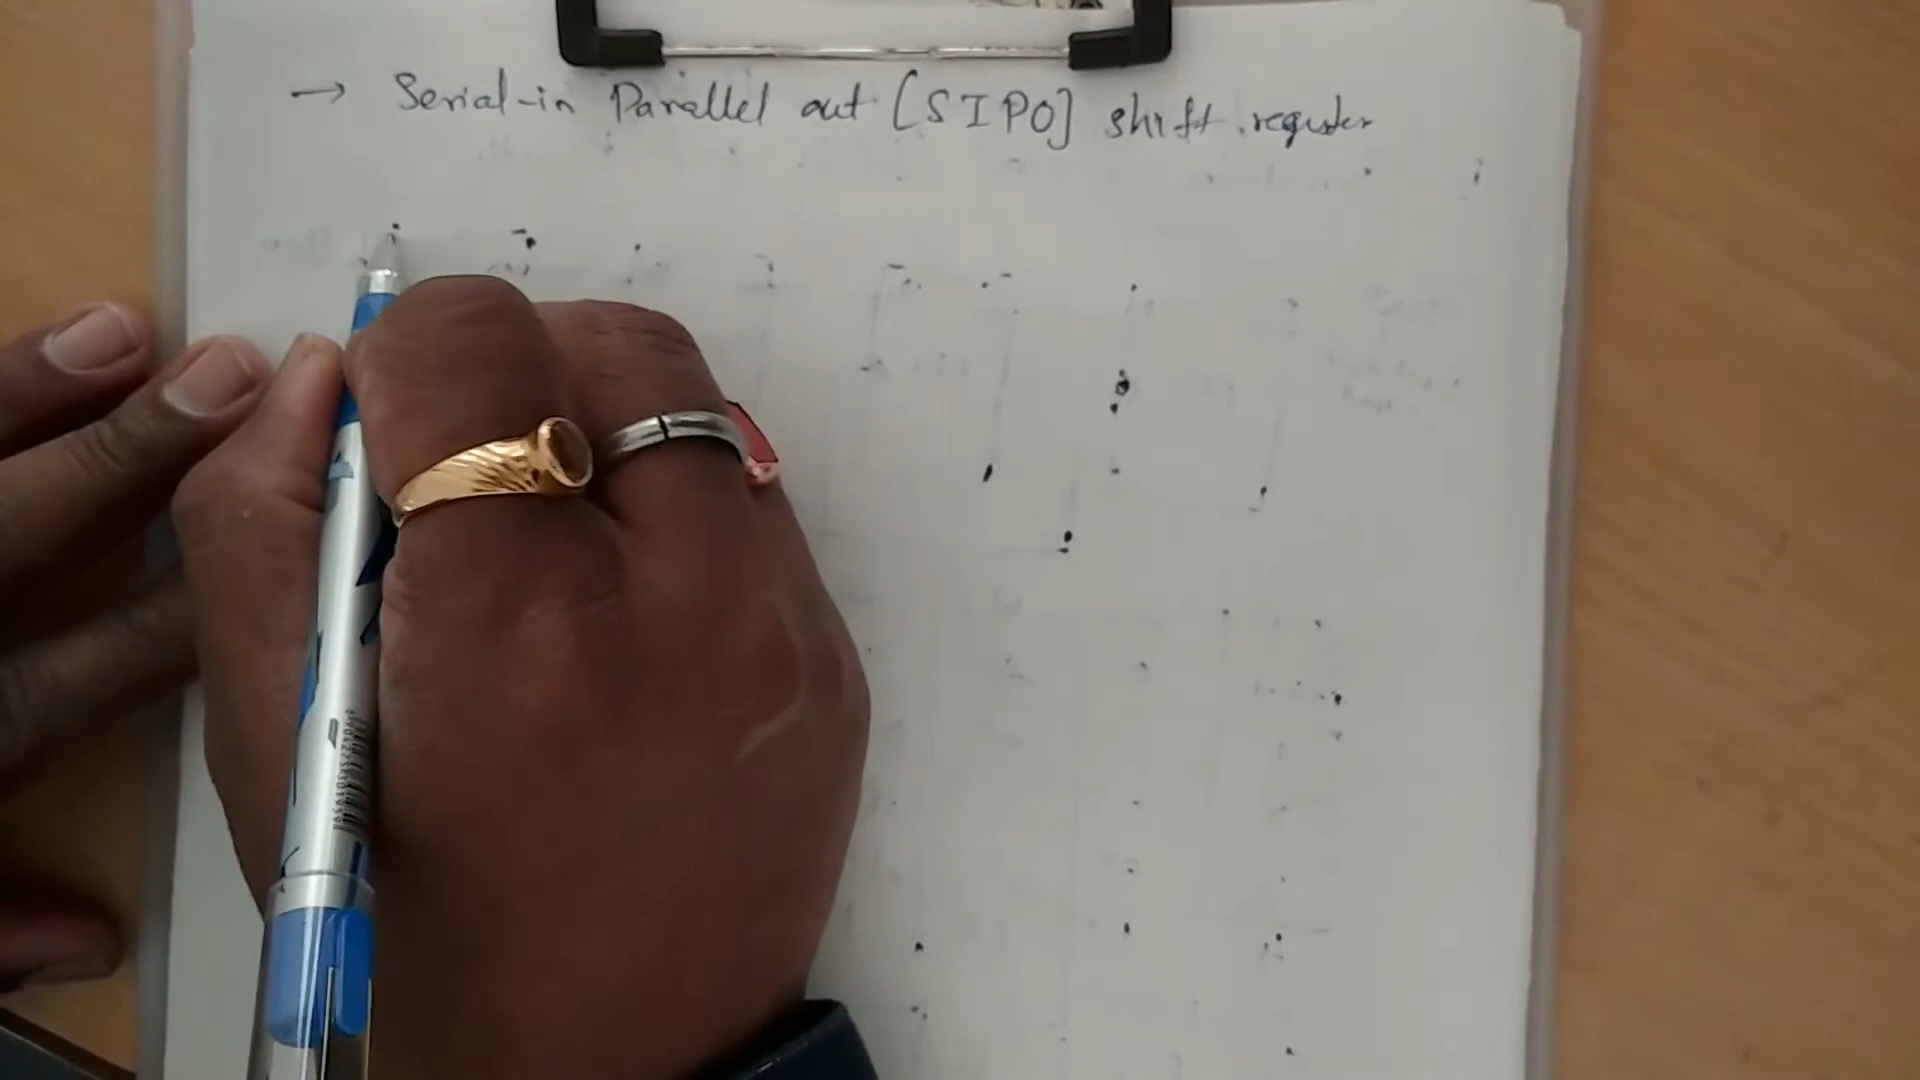 → Serial-in Parallel out [SIPO] shift register